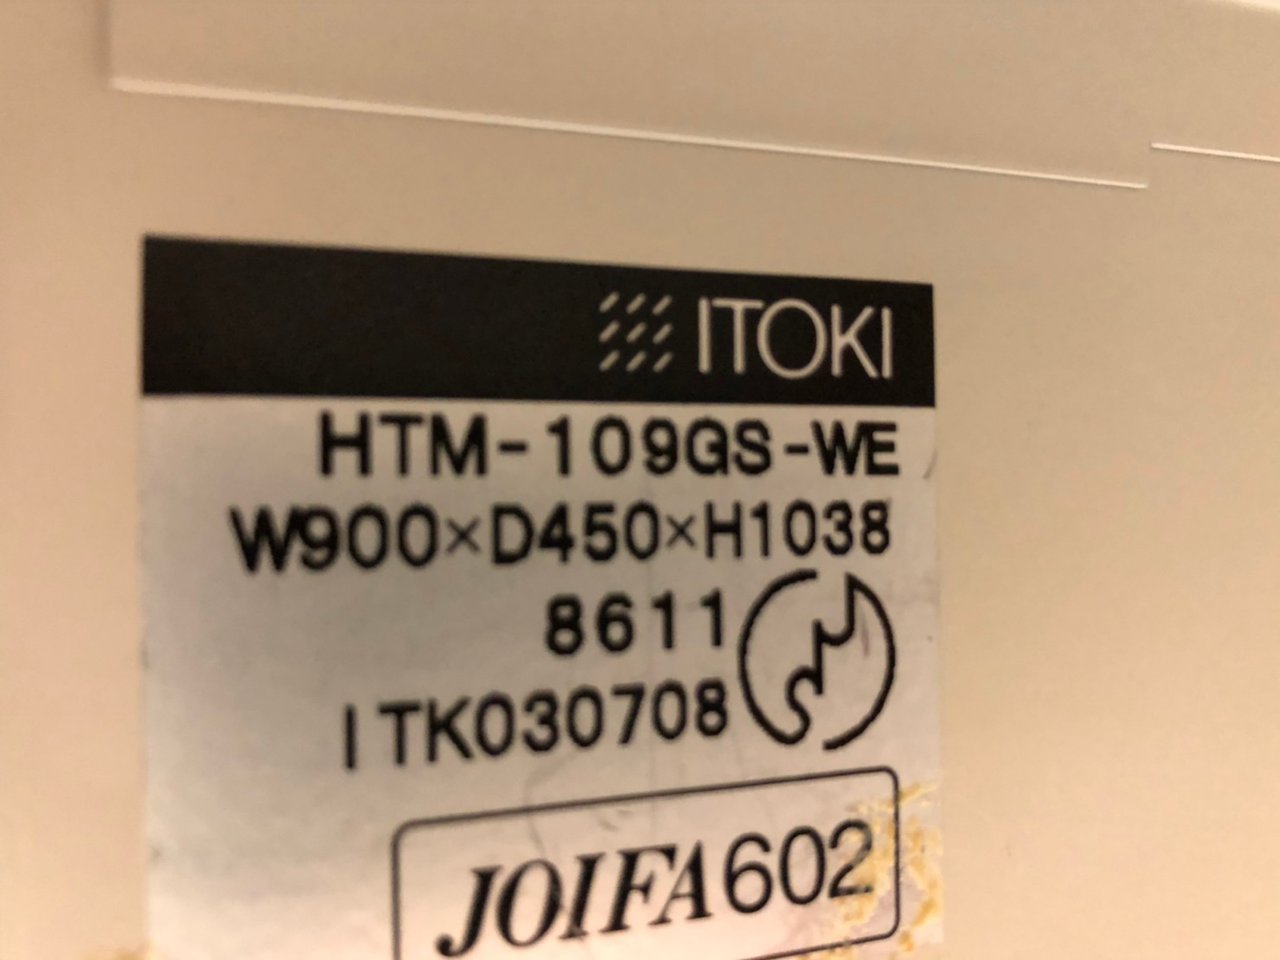 ITOKI
HTM-109GS-WE
W900×D450×H1038
8611
ITK030708
JOIFA602